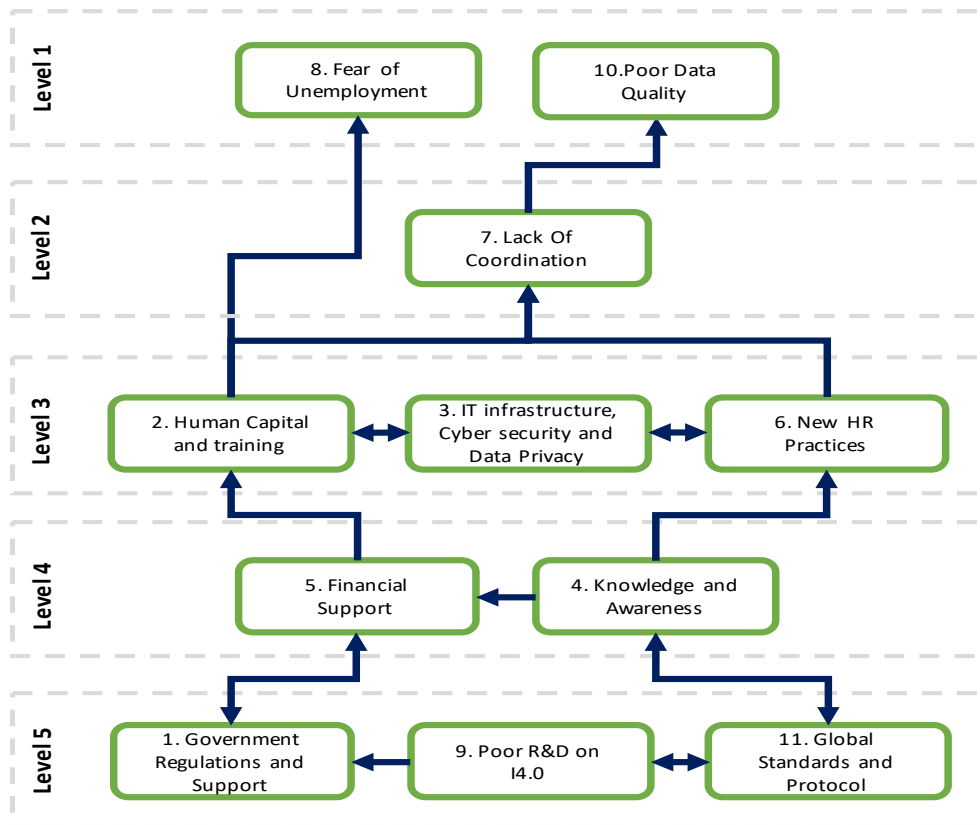 Level 1
8. Fear of
Unemployment
10.Poor Data
Quality
Level 2
7. Lack Of
Coordination
Level 3
2. Human Capital
and training
3. IT infrastructure,
Cyber security and
Data Privacy
6. New HR
Practices
Level 4
5. Financial
Support
4. Knowledge and
Awareness
Level 5
1. Government
Regulations and
Support
9. Poor R&D on
I4.0
11. Global
Standards and
Protocol